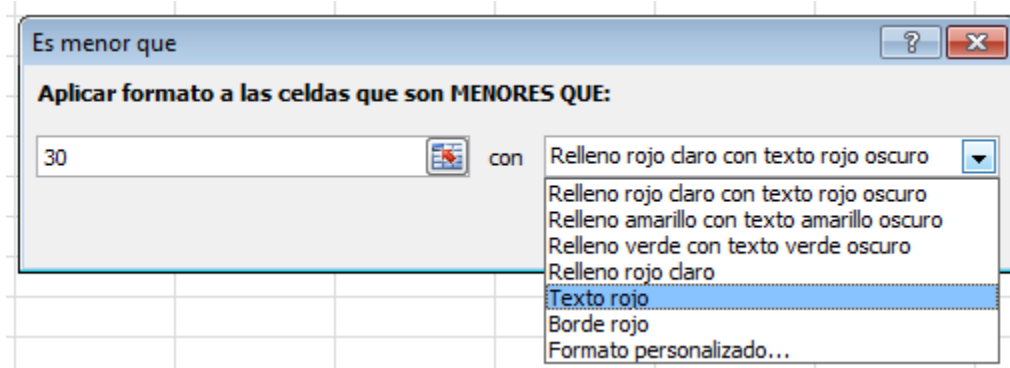 Es menor que
Aplicar formato a las celdas que son MENORES QUE:
30 con Relleno rojo claro con texto rojo oscuro
Relleno rojo claro con texto rojo oscuro
Relleno amarillo con texto amarillo oscuro
Relleno verde con texto verde oscuro
Relleno rojo claro
Texto rojo
Borde rojo
Formato personalizado...